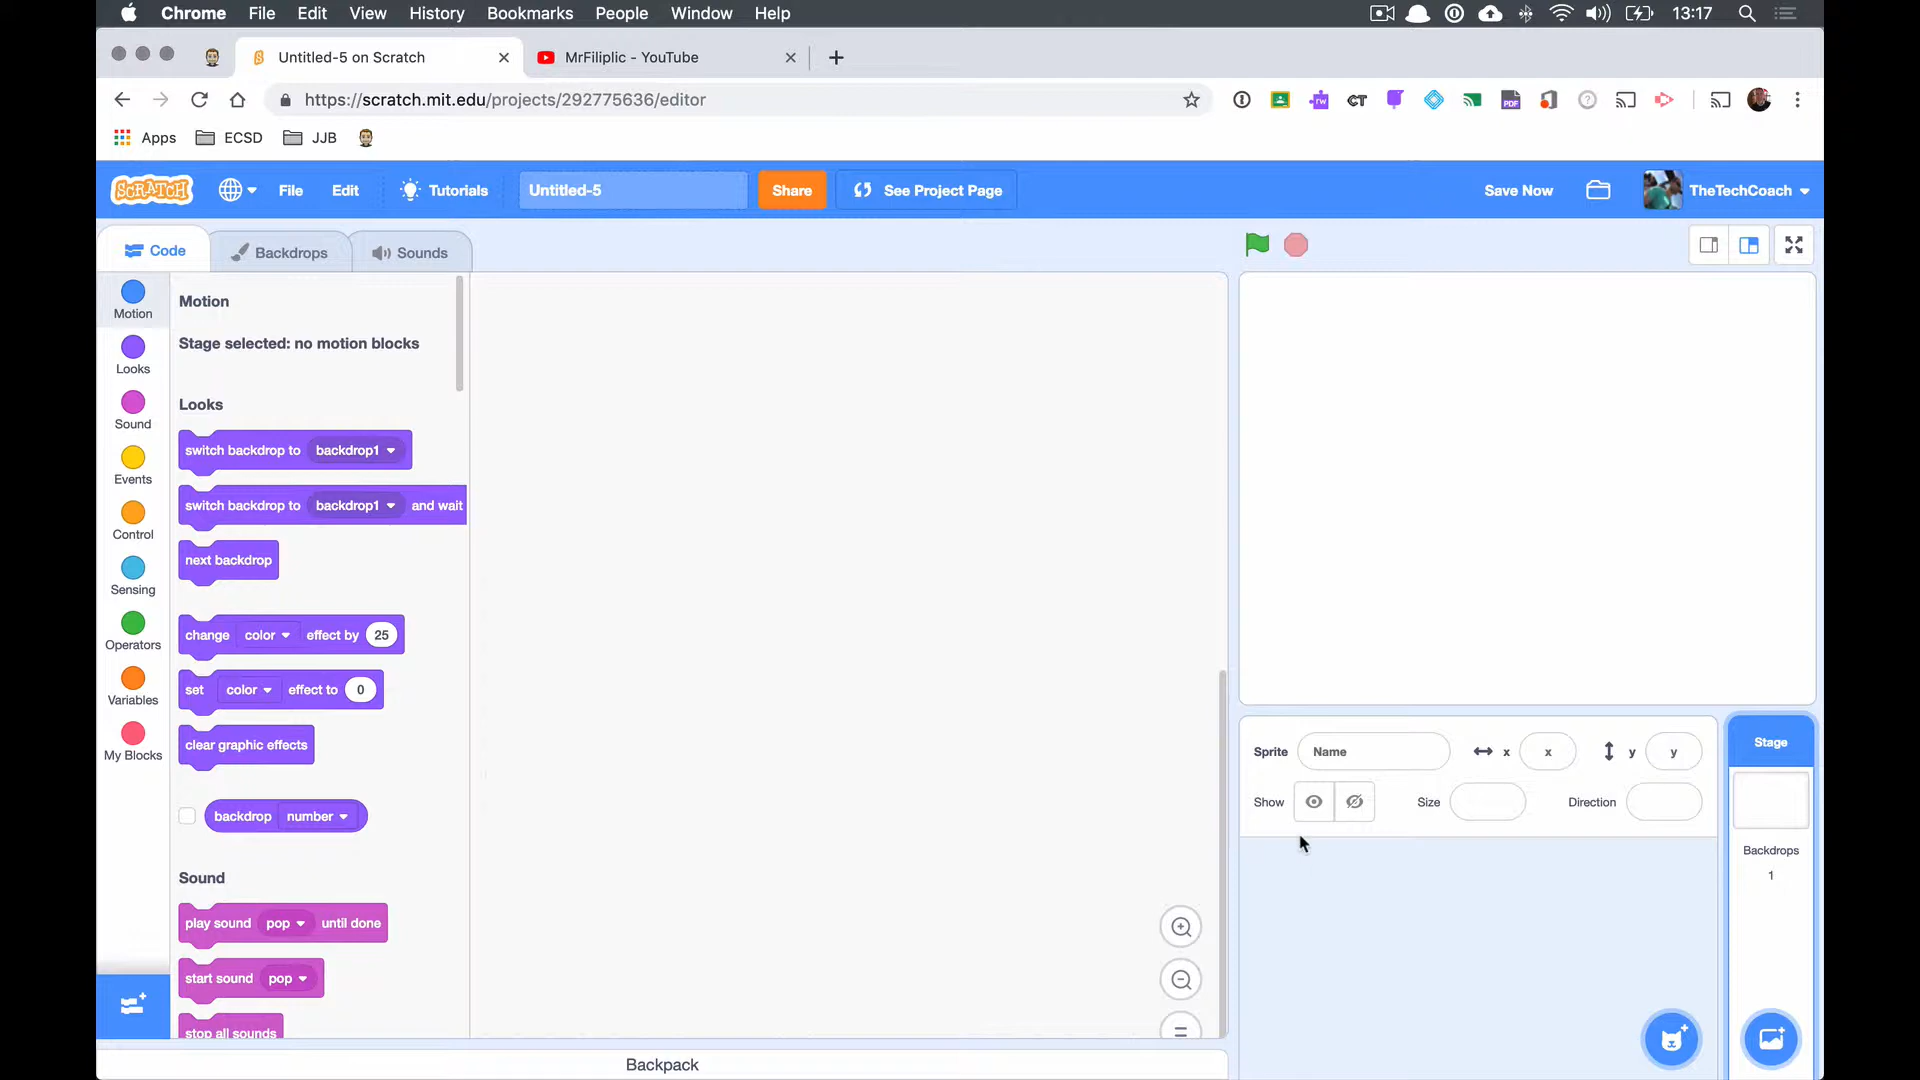 Chrome File Edit View History Bookmarks People Window Help 13:17
Untitled-5 on Scratch MrFiliplic - YouTube
https://scratch.mit.edu/projects/292775636/editor
Apps ECSD JJB
SCRATCH File Edit Tutorials Untitled-5 Share See Project Page Save Now TheTechCoach
Code Backdrops Sounds
Motion
Looks
Sound
Events
Control
Sensing
Operators
Variables
My Blocks
Motion
Stage selected: no motion blocks
Looks
switch backdrop to backdrop1
switch backdrop to backdrop1 and wait
next backdrop
change color effect by 25
set color effect to 0
clear graphic effects
backdrop number
Sound
play sound pop until done
start sound pop
stop all sounds
Backpack
Sprite Name x x y y
Show Size Direction
Stage
Backdrops
1